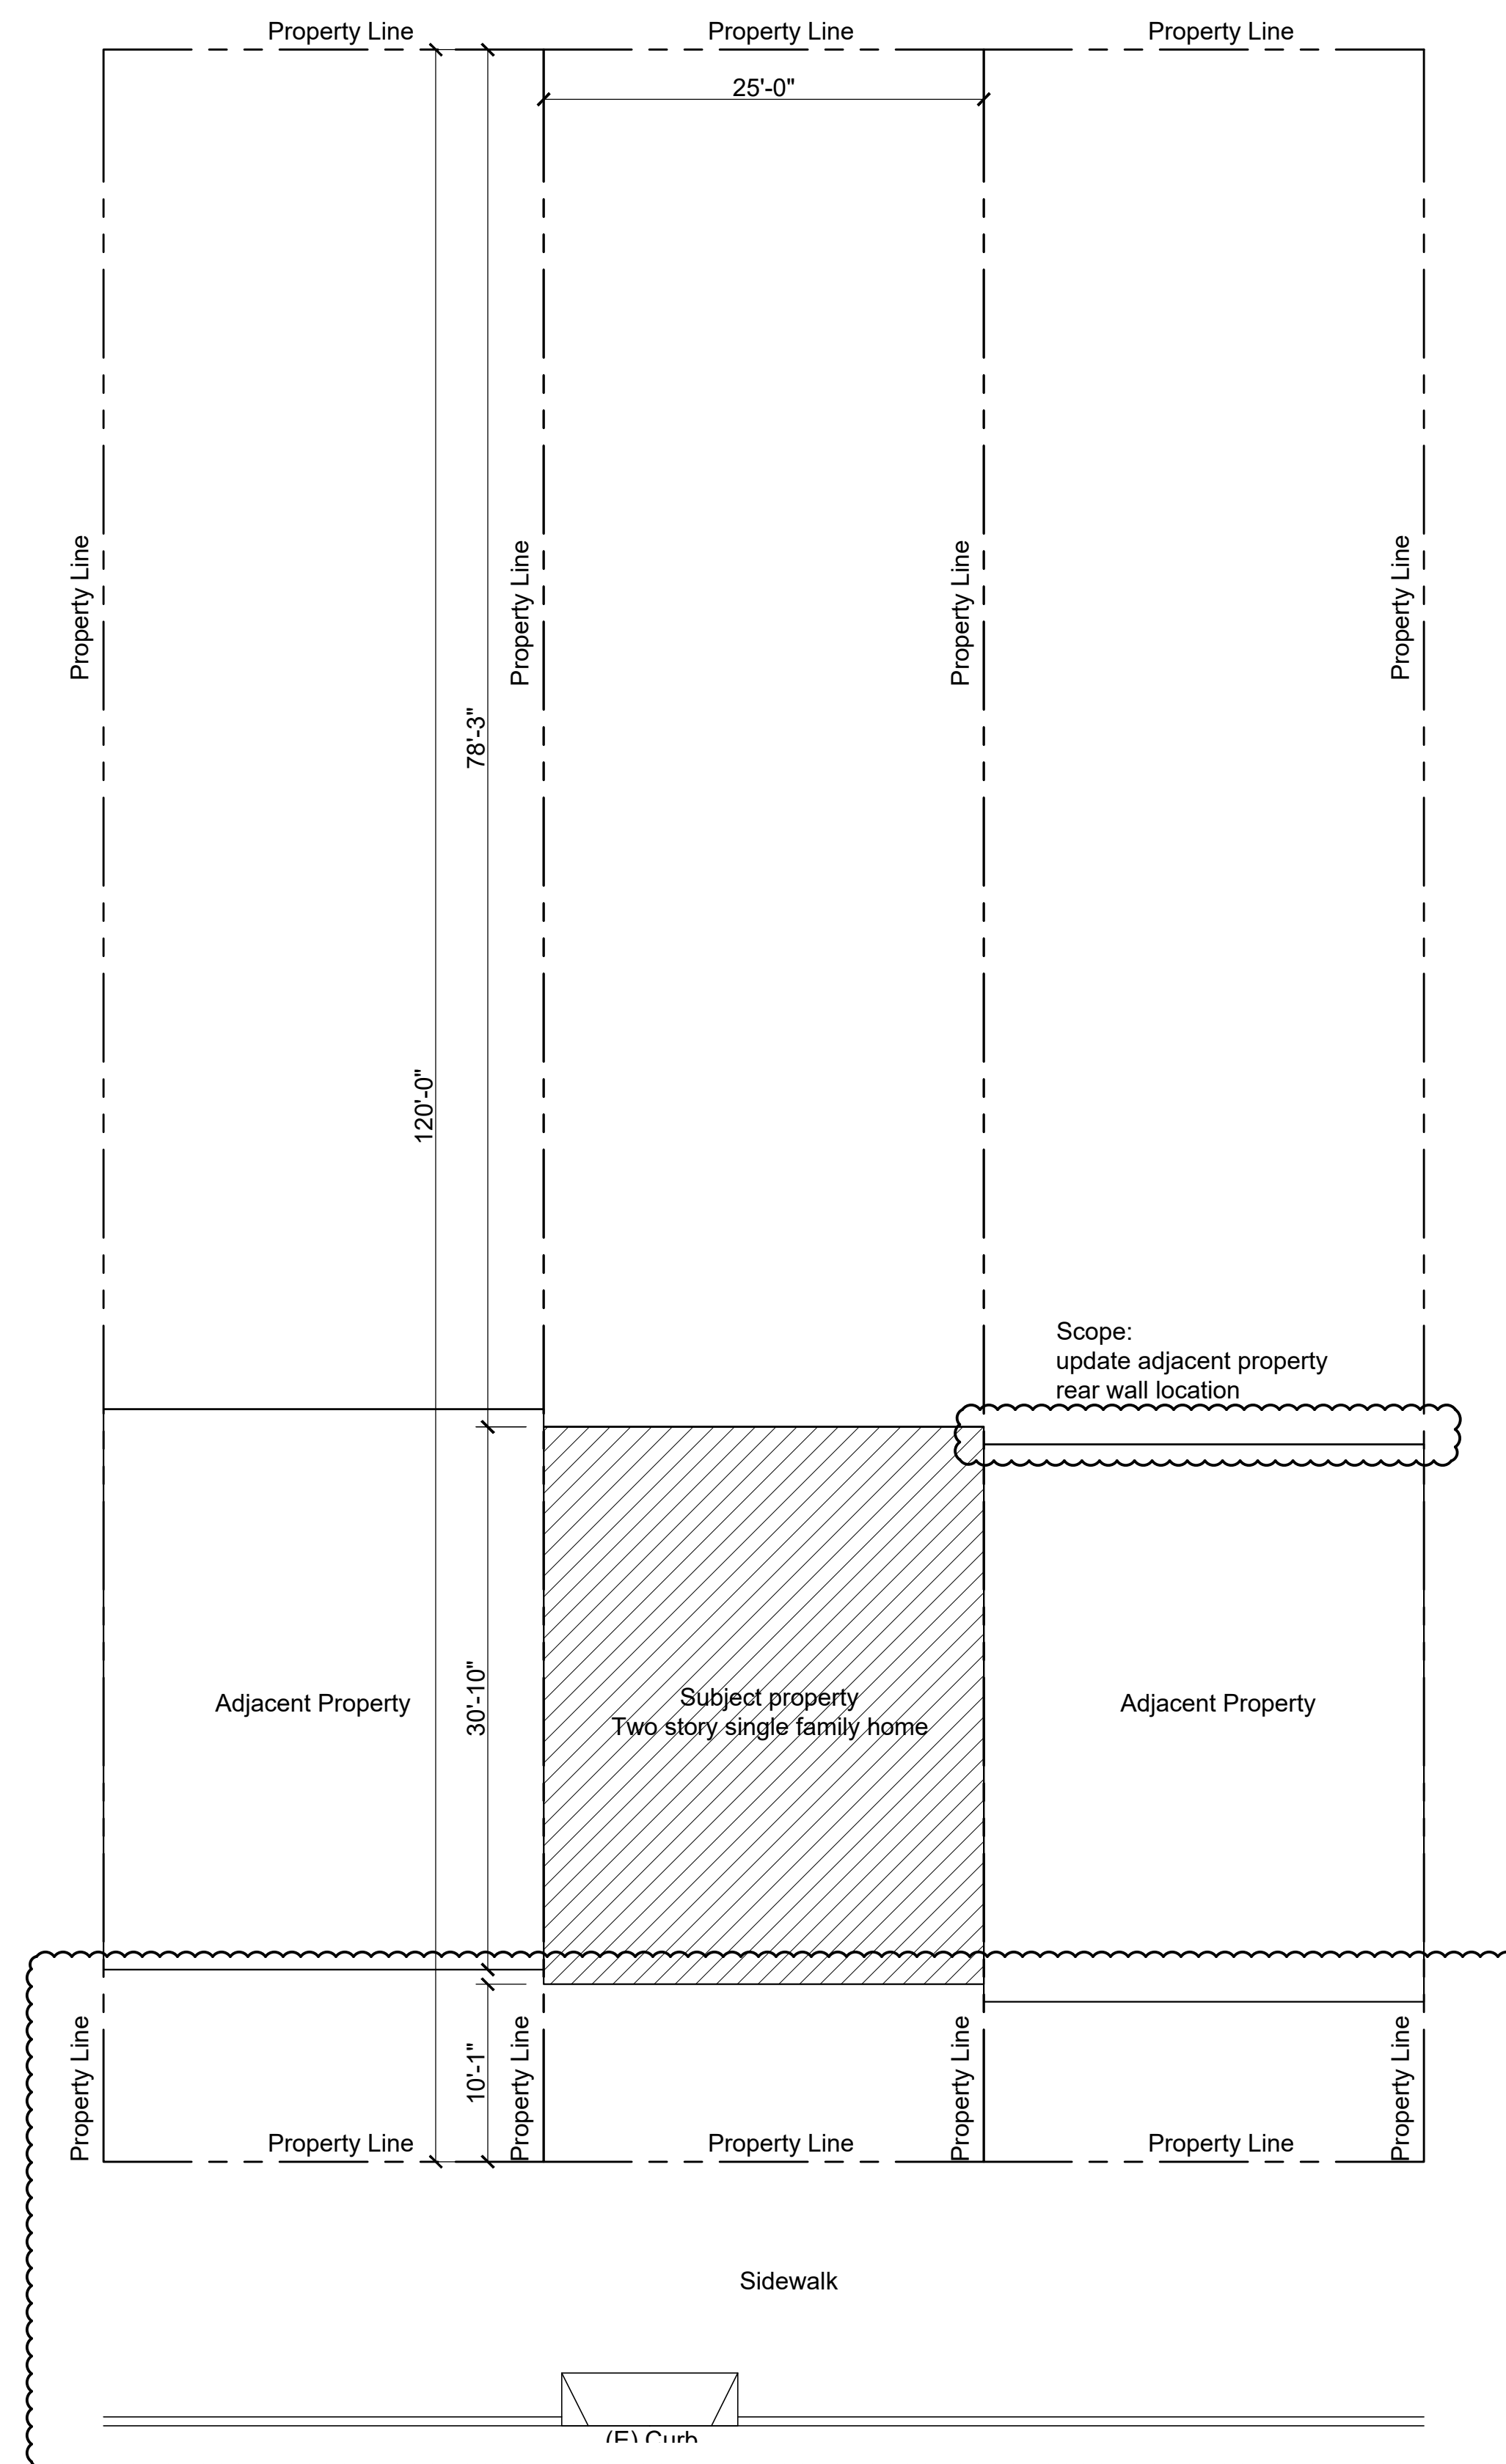 Property Line
Property Line
Property Line
25'-0"
Property Line
Property Line
Property Line
Property Line
78'-3"
120'-0"
Scope:
update adjacent property
rear wall location
Adjacent Property
30'-10"
Subject property
Two story single family home
Adjacent Property
Property Line
10'-1"
Property Line
Property Line
Property Line
Property Line
Property Line
Property Line
Sidewalk
(E) Curb